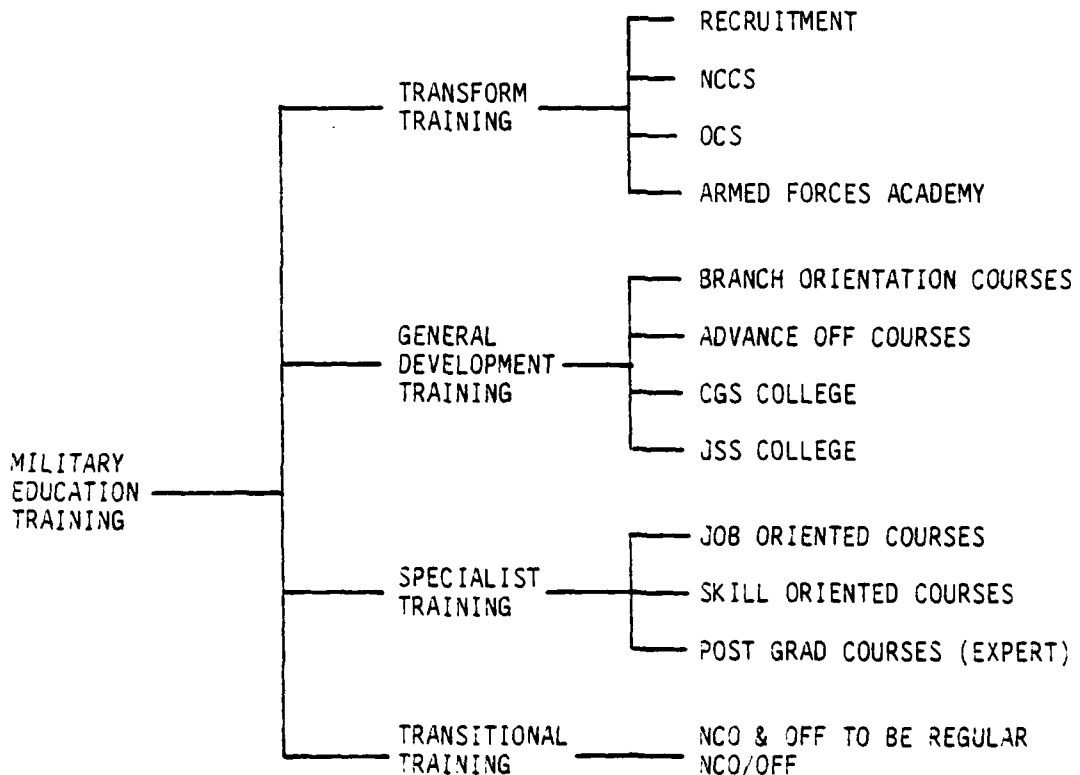 MILITARY
EDUCATION
TRAINING
TRANSFORM
TRAINING
RECRUITMENT
NCCS
OCS
ARMED FORCES ACADEMY
GENERAL
DEVELOPMENT
TRAINING
BRANCH ORIENTATION COURSES
ADVANCE OFF COURSES
CGS COLLEGE
JSS COLLEGE
SPECIALIST
TRAINING
JOB ORIENTED COURSES
SKILL ORIENTED COURSES
POST GRAD COURSES (EXPERT)
TRANSITIONAL
TRAINING
NCO & OFF TO BE REGULAR
NCO/OFF